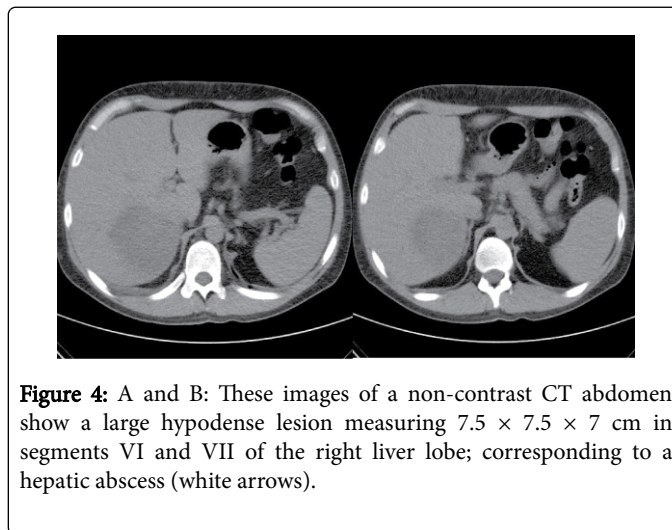 Figure 4: A and B: These images of a non-contrast CT abdomen
show a large hypodense lesion measuring 7.5 × 7.5 × 7 cm in
segments VI and VII of the right liver lobe; corresponding to a
hepatic abscess (white arrows).